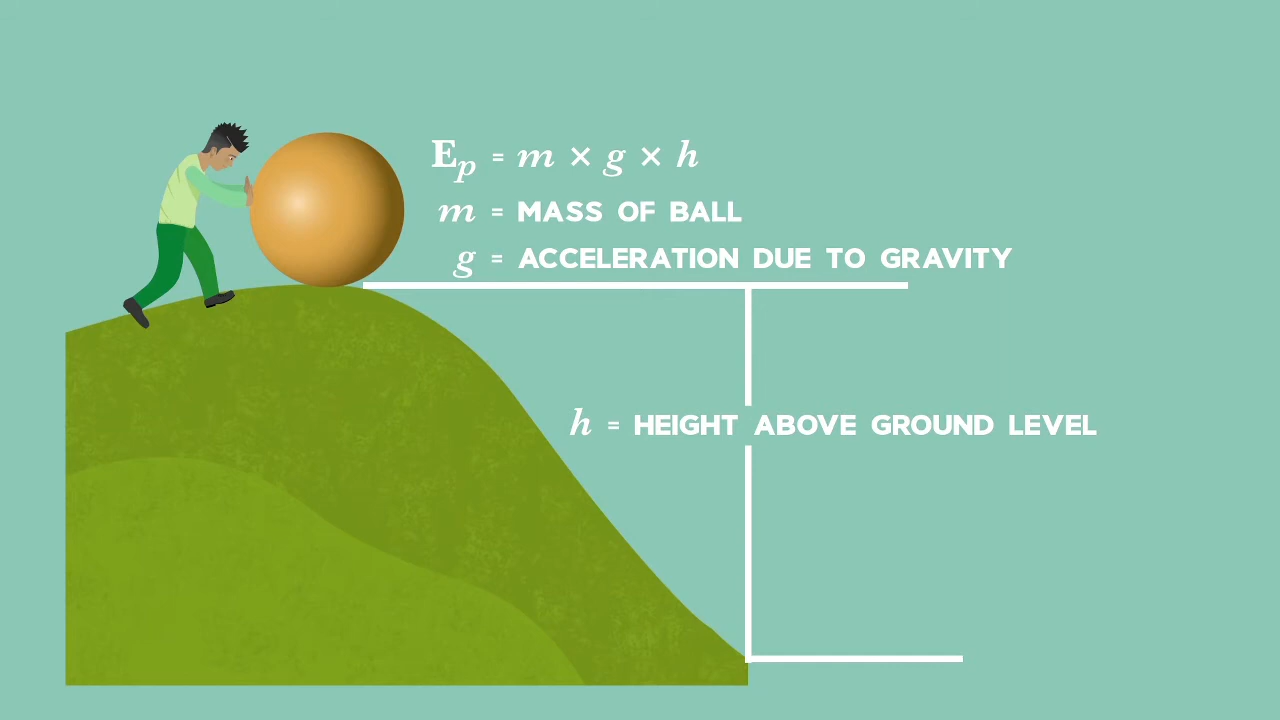 Eₚ = m × g × h
m = MASS OF BALL
g = ACCELERATION DUE TO GRAVITY
h = HEIGHT ABOVE GROUND LEVEL